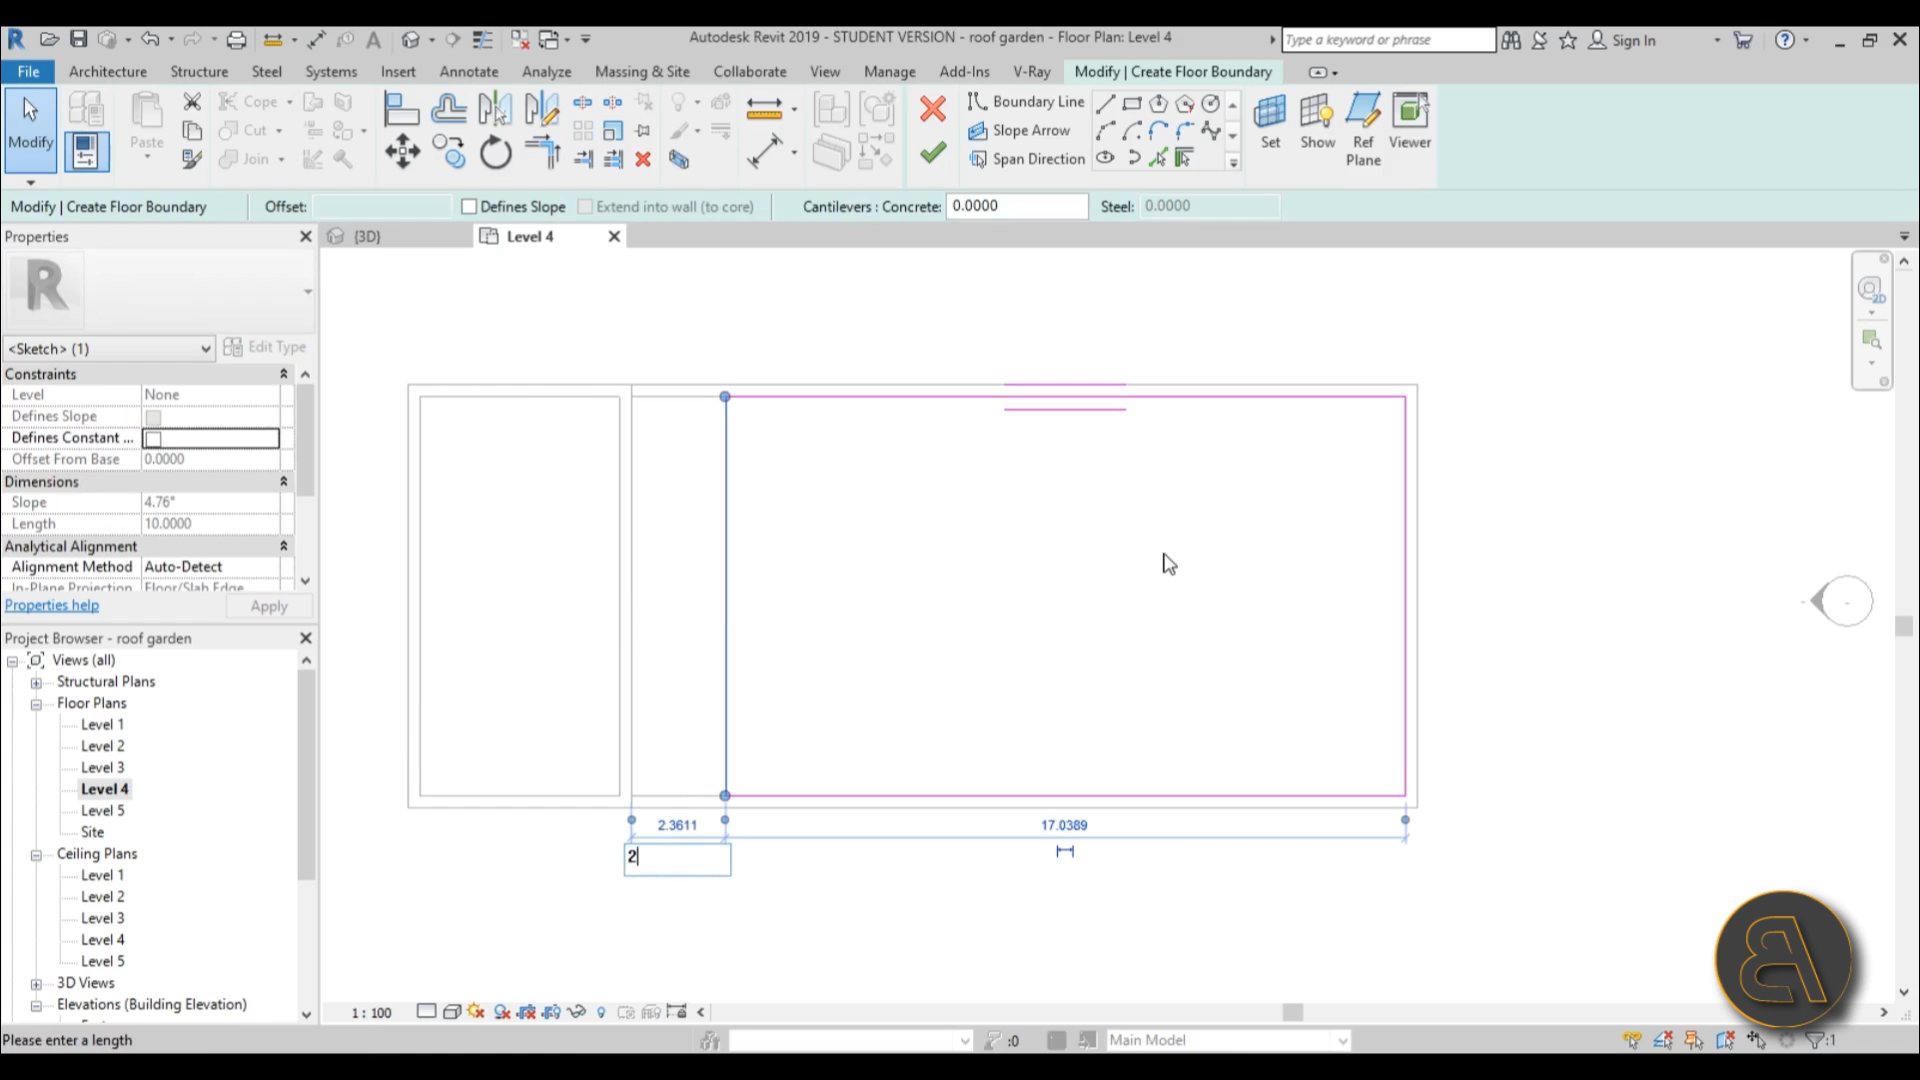 Autodesk Revit 2019 - STUDENT VERSION - roof garden - Floor Plan: Level 4
Type a keyword or phrase
Sign In
File Architecture Structure Steel Systems Insert Annotate Analyze Massing & Site Collaborate View Manage Add-Ins V-Ray Modify | Create Floor Boundary
Modify
Paste
Cope
Cut
Join
Boundary Line
Slope Arrow
Span Direction
Set
Show
Ref
Plane
Viewer
Modify | Create Floor Boundary Offset: Defines Slope Extend into wall (to core) Cantilevers : Concrete: 0.0000 Steel: 0.0000
Properties
{3D}
Level 4
<Sketch> (1) Edit Type
Constraints
Level None
Defines Slope
Defines Constant ...
Offset From Base 0.0000
Dimensions
Slope 4.76°
Length 10.0000
Analytical Alignment
Alignment Method Auto-Detect
In-Plane Projection Floor/Slab Edge
Properties help Apply
Project Browser - roof garden
Views (all)
Structural Plans
Floor Plans
Level 1
Level 2
Level 3
Level 4
Level 5
Site
Ceiling Plans
Level 1
Level 2
Level 3
Level 4
Level 5
3D Views
Elevations (Building Elevation)
2.3611
17.0389
2
2D
1 : 100
Please enter a length
:0
Main Model
:1